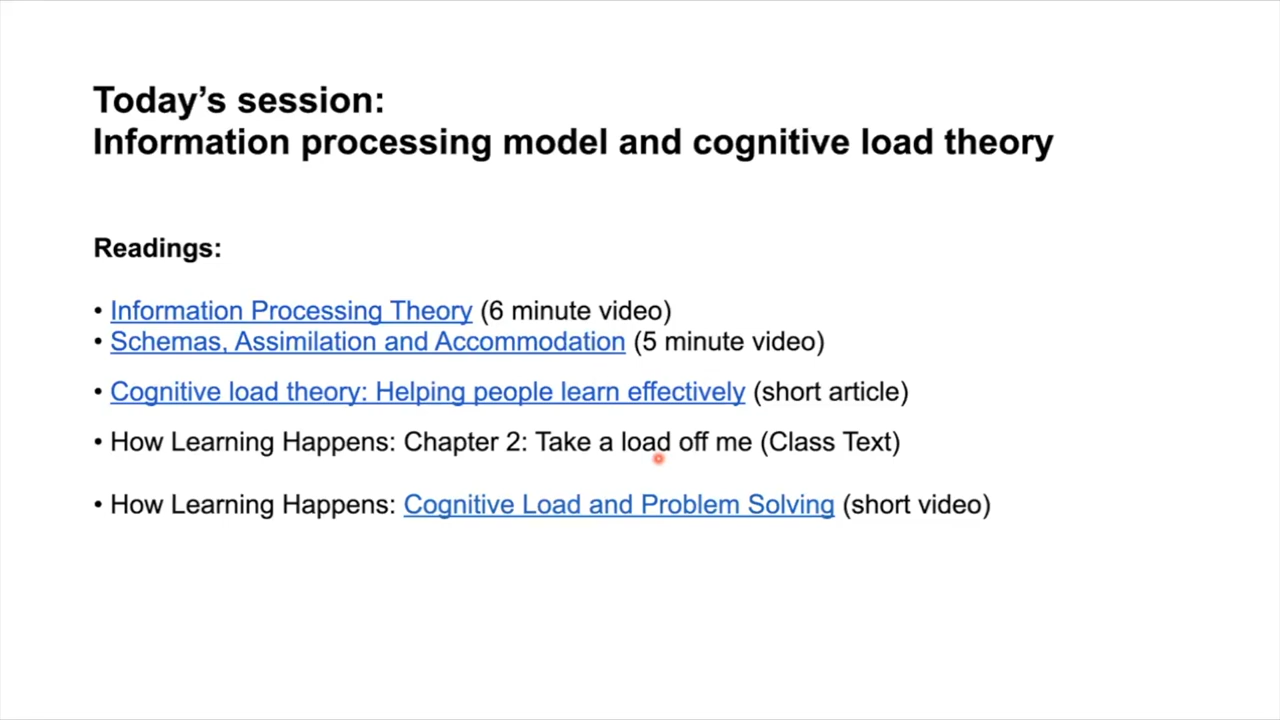 Today’s session:
Information processing model and cognitive load theory
Readings:
• Information Processing Theory (6 minute video)
• Schemas, Assimilation and Accommodation (5 minute video)
• Cognitive load theory: Helping people learn effectively (short article)
• How Learning Happens: Chapter 2: Take a load off me (Class Text)
• How Learning Happens: Cognitive Load and Problem Solving (short video)